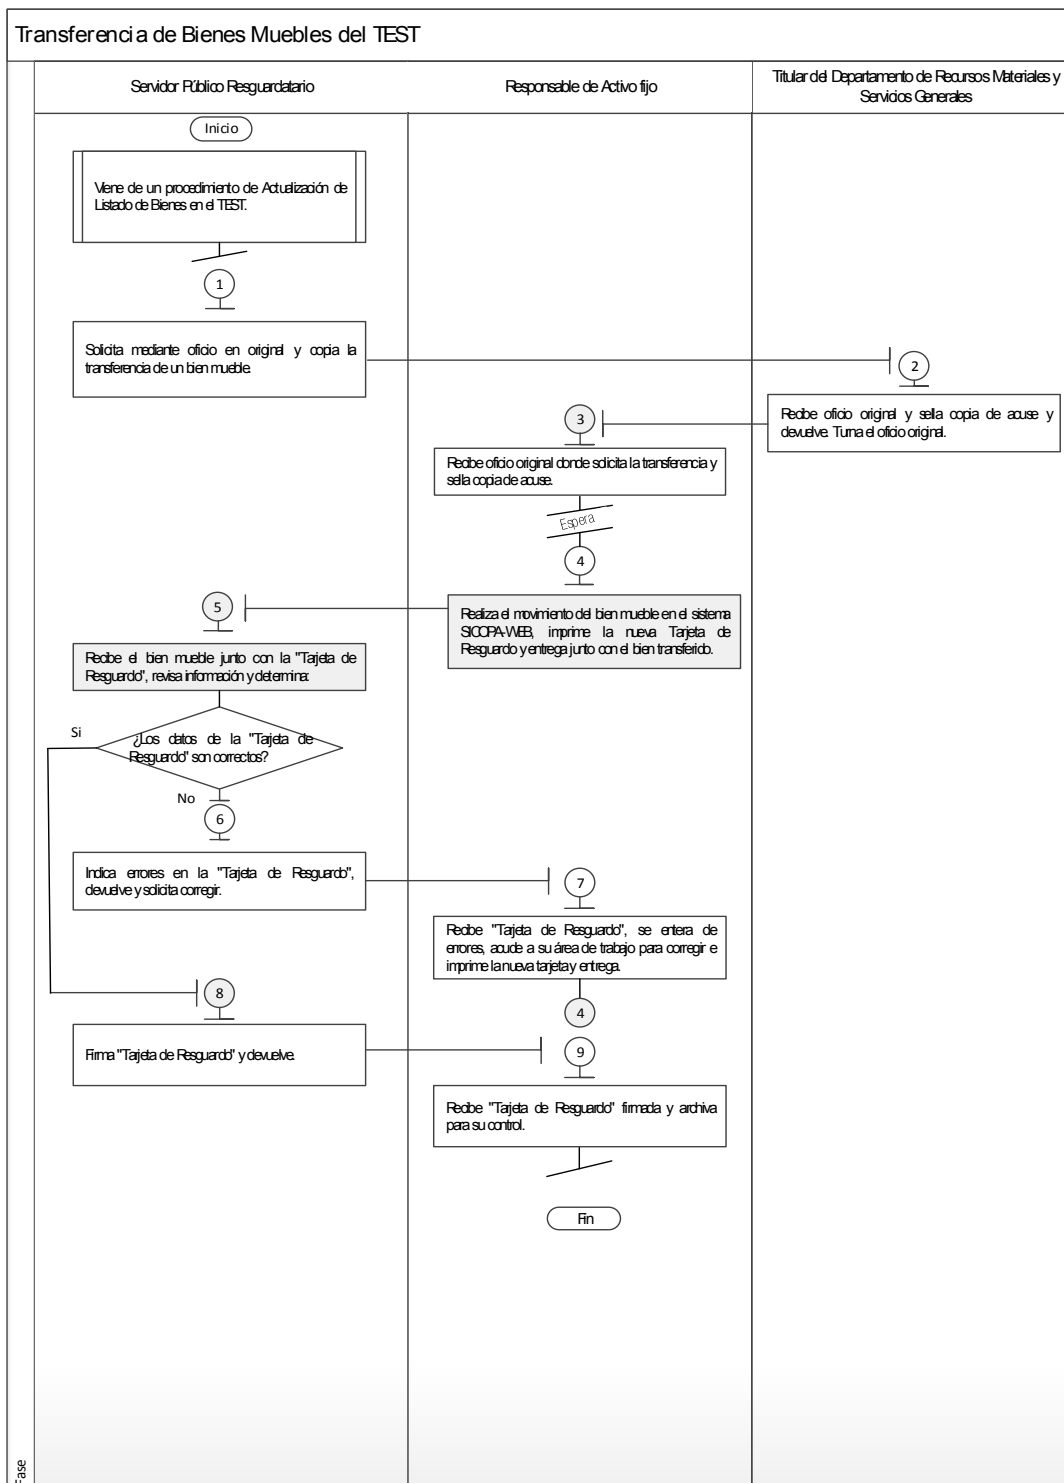 Transferencia de Bienes Muebles del TEST
Servidor Público Resguardatario
Responsable de Activo fijo
Titular del Departamento de Recursos Materiales y
Servicios Generales
Inicio
Viene de un procedimiento de Actualización de
Listado de Bienes en el TEST.
1
Solicita mediante oficio en original y copia la
transferencia de un bien mueble.
2
Recibe oficio original y sella copia de acuse y
devuelve. Turna el oficio original.
3
Recibe oficio original donde solicita la transferencia y
sella copia de acuse.
Espera
4
Realiza el movimiento del bien mueble en el sistema
SICOPA-WEB, imprime la nueva Tarjeta de
Resguardo y entrega junto con el bien transferido.
5
Recibe el bien mueble junto con la "Tarjeta de
Resguardo", revisa información y determina:
¿Los datos de la "Tarjeta de
Resguardo" son correctos?
Si
No
6
Indica errores en la "Tarjeta de Resguardo",
devuelve y solicita corregir.
7
Recibe "Tarjeta de Resguardo", se entera de
errores, acude a su área de trabajo para corregir e
imprime la nueva tarjeta y entrega.
4
8
Firma "Tarjeta de Resguardo" y devuelve.
9
Recibe "Tarjeta de Resguardo" firmada y archiva
para su control.
Fin
Fase